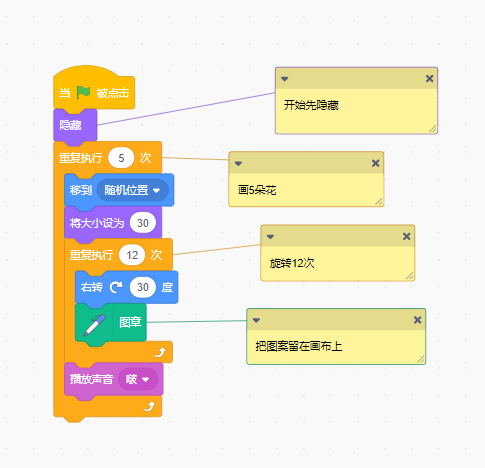 当 被点击
隐藏
开始先隐藏
重复执行 5 次
画5朵花
移到 随机位置
将大小设为 30
重复执行 12 次
旋转12次
右转 30 度
图章
把图案留在画布上
播放声音 啵